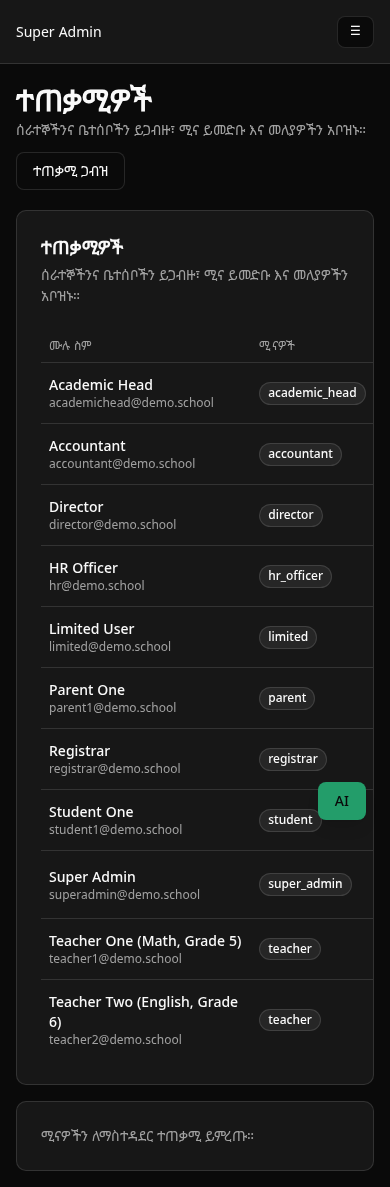 Super Admin
☰
ተጠቃሚዎች
ሰራተኞችንና ቤተሰቦችን ይጋብዙ፣ ሚና ይመድቡ እና መለያዎችን አቦዝኑ።
ተጠቃሚ ጋብዝ
ተጠቃሚዎች
ሰራተኞችንና ቤተሰቦችን ይጋብዙ፣ ሚና ይመድቡ እና መለያዎችን
አቦዝኑ።
ሙሉ ስም ሚናዎች
Academic Head
academichead@demo.school academic_head
Accountant
accountant@demo.school accountant
Director
director@demo.school director
HR Officer
hr@demo.school hr_officer
Limited User
limited@demo.school limited
Parent One
parent1@demo.school parent
Registrar
registrar@demo.school registrar
AI
Student One
student1@demo.school student
Super Admin
superadmin@demo.school super_admin
Teacher One (Math, Grade 5)
teacher1@demo.school teacher
Teacher Two (English, Grade
6)
teacher2@demo.school teacher
ሚናዎችን ለማስተዳደር ተጠቃሚ ይምረጡ።